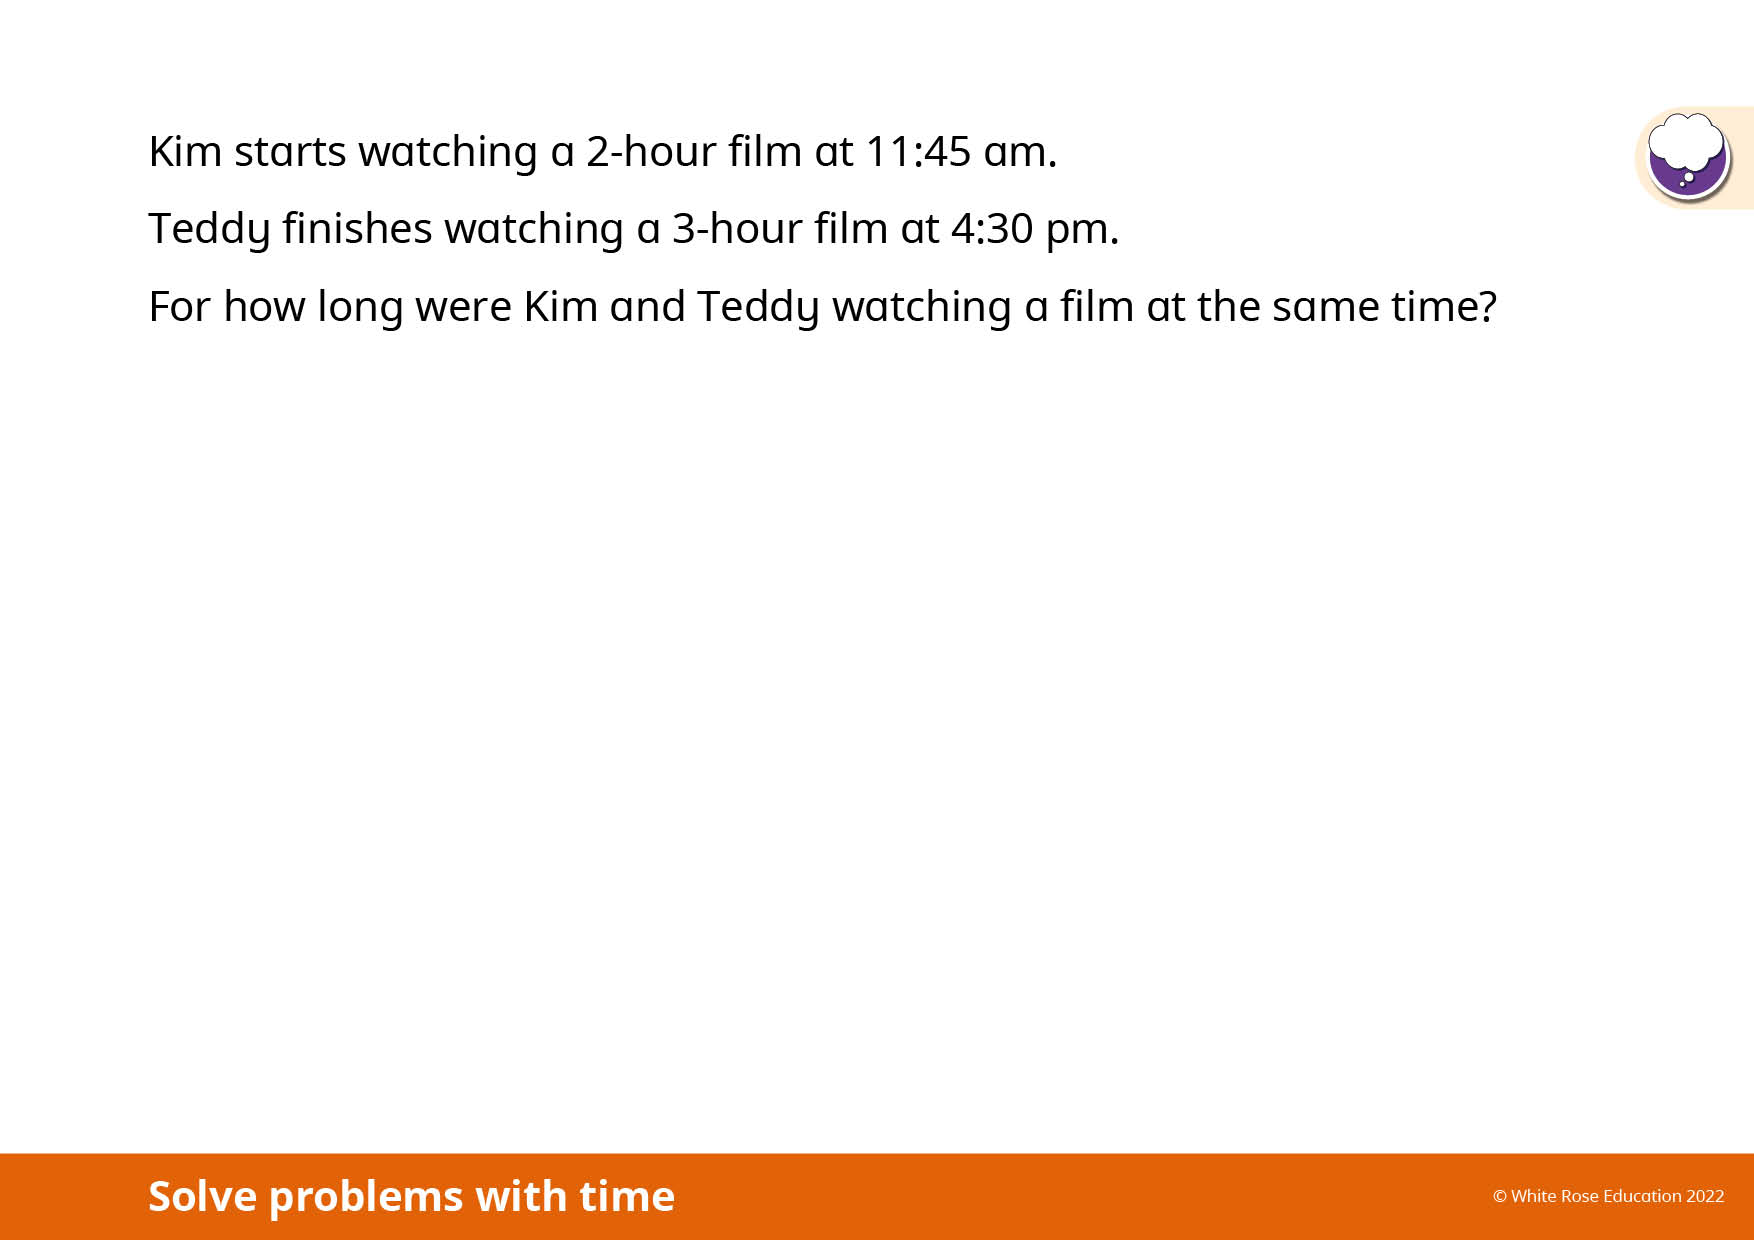 Kim starts watching a 2-hour film at 11:45 am.
Teddy finishes watching a 3-hour film at 4:30 pm.
For how long were Kim and Teddy watching a film at the same time?
Solve problems with time
© White Rose Education 2022